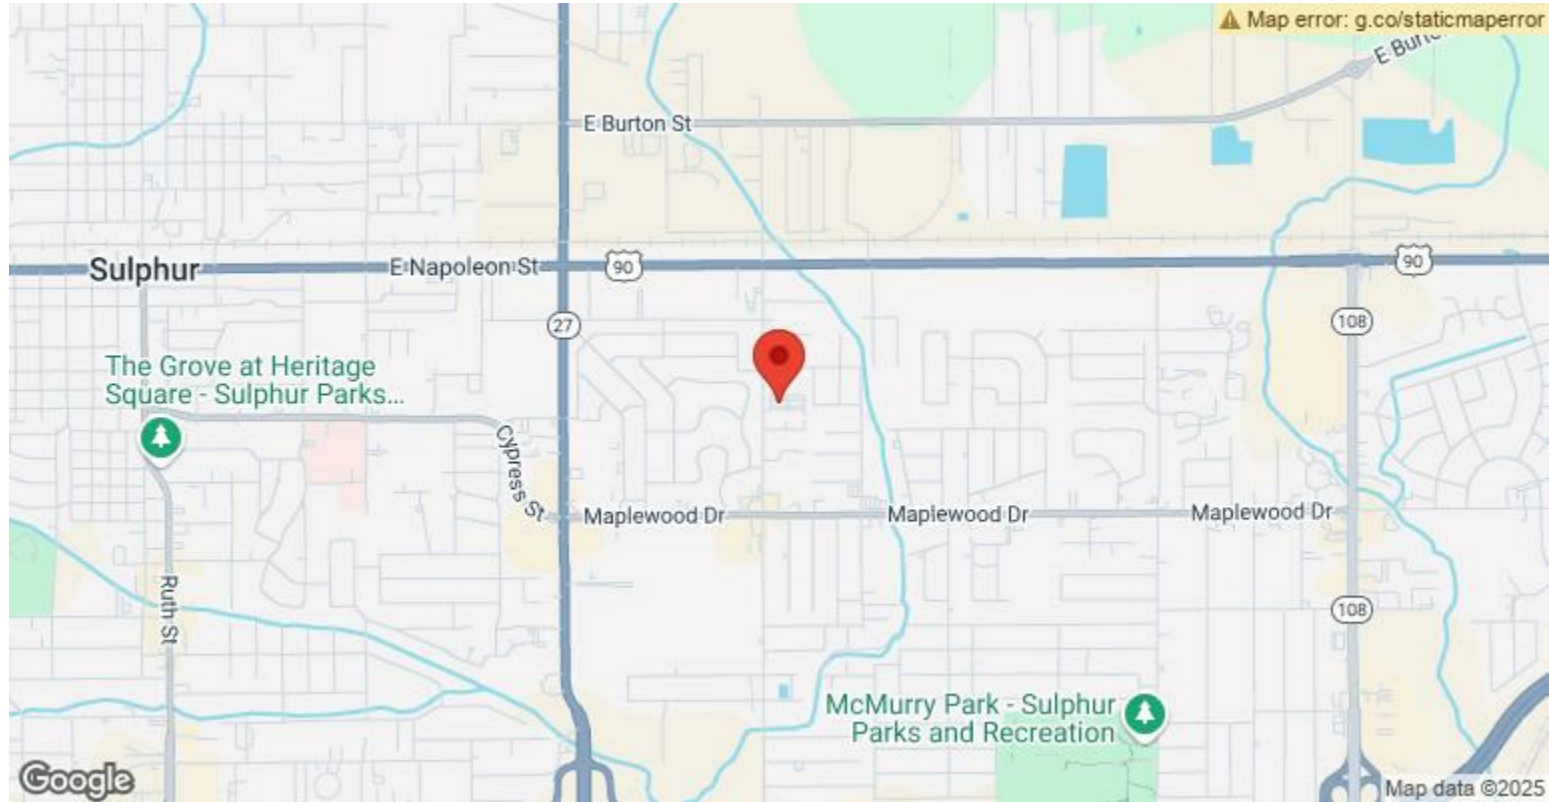 Map error: g.co/staticmaperror
E Burton St
Sulphur
E Napoleon St
90
90
27
108
The Grove at Heritage
Square - Sulphur Parks...
Cypress St
Maplewood Dr
Maplewood Dr
Maplewood Dr
Ruth St
108
McMurry Park - Sulphur
Parks and Recreation
Google
Map data ©2025